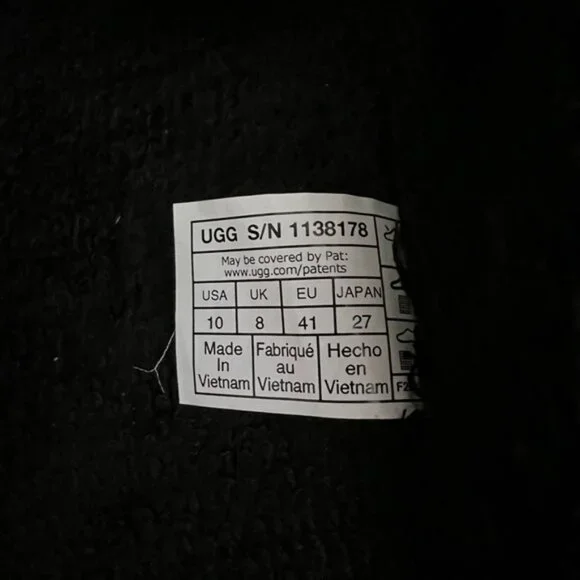 UGG S/N 1138178
May be covered by Pat:
www.ugg.com/patents
USA UK EU JAPAN
10 8 41 27
Made In Vietnam
Fabriqué au Vietnam
Hecho en Vietnam